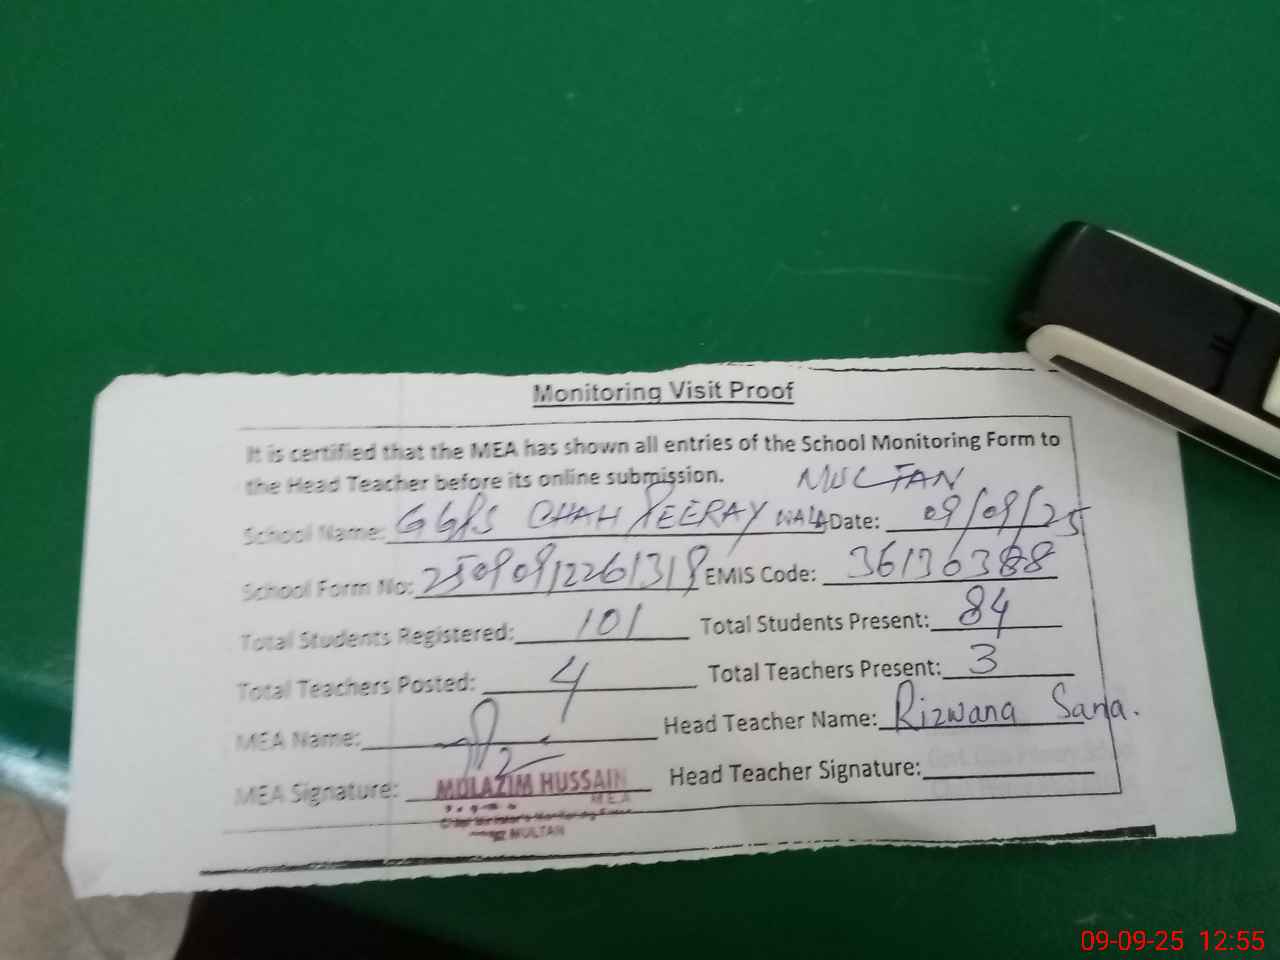 Monitoring Visit Proof
It is certified that the MEA has shown all entries of the School Monitoring Form to
the Head Teacher before its online submission. MULTAN
School Name: GGPS CHAH PEERAY WALA Date: 09/09/25
School Form No: 25090912261319 EMIS Code: 36136388
Total Students Registered: 101 Total Students Present: 84
Total Teachers Posted: 4 Total Teachers Present: 3
MEA Name: Head Teacher Name: Rizwana Sana.
MEA Signature: Head Teacher Signature:
MULAZIM HUSSAIN
MEA
MULTAN
09-09-25 12:55